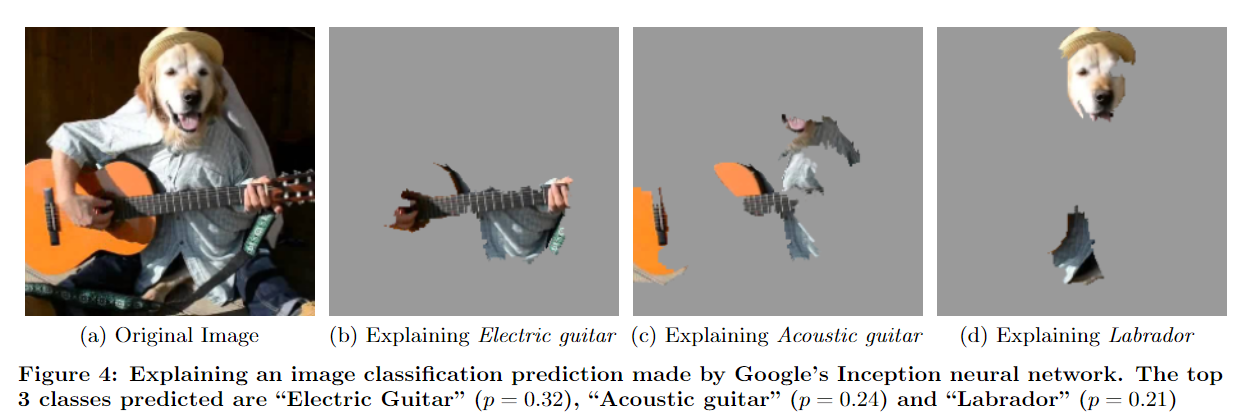 (a) Original Image
(b) Explaining Electric guitar
(c) Explaining Acoustic guitar
(d) Explaining Labrador
Figure 4: Explaining an image classification prediction made by Google's Inception neural network. The top
3 classes predicted are “Electric Guitar” (p = 0.32), “Acoustic guitar” (p = 0.24) and “Labrador” (p = 0.21)